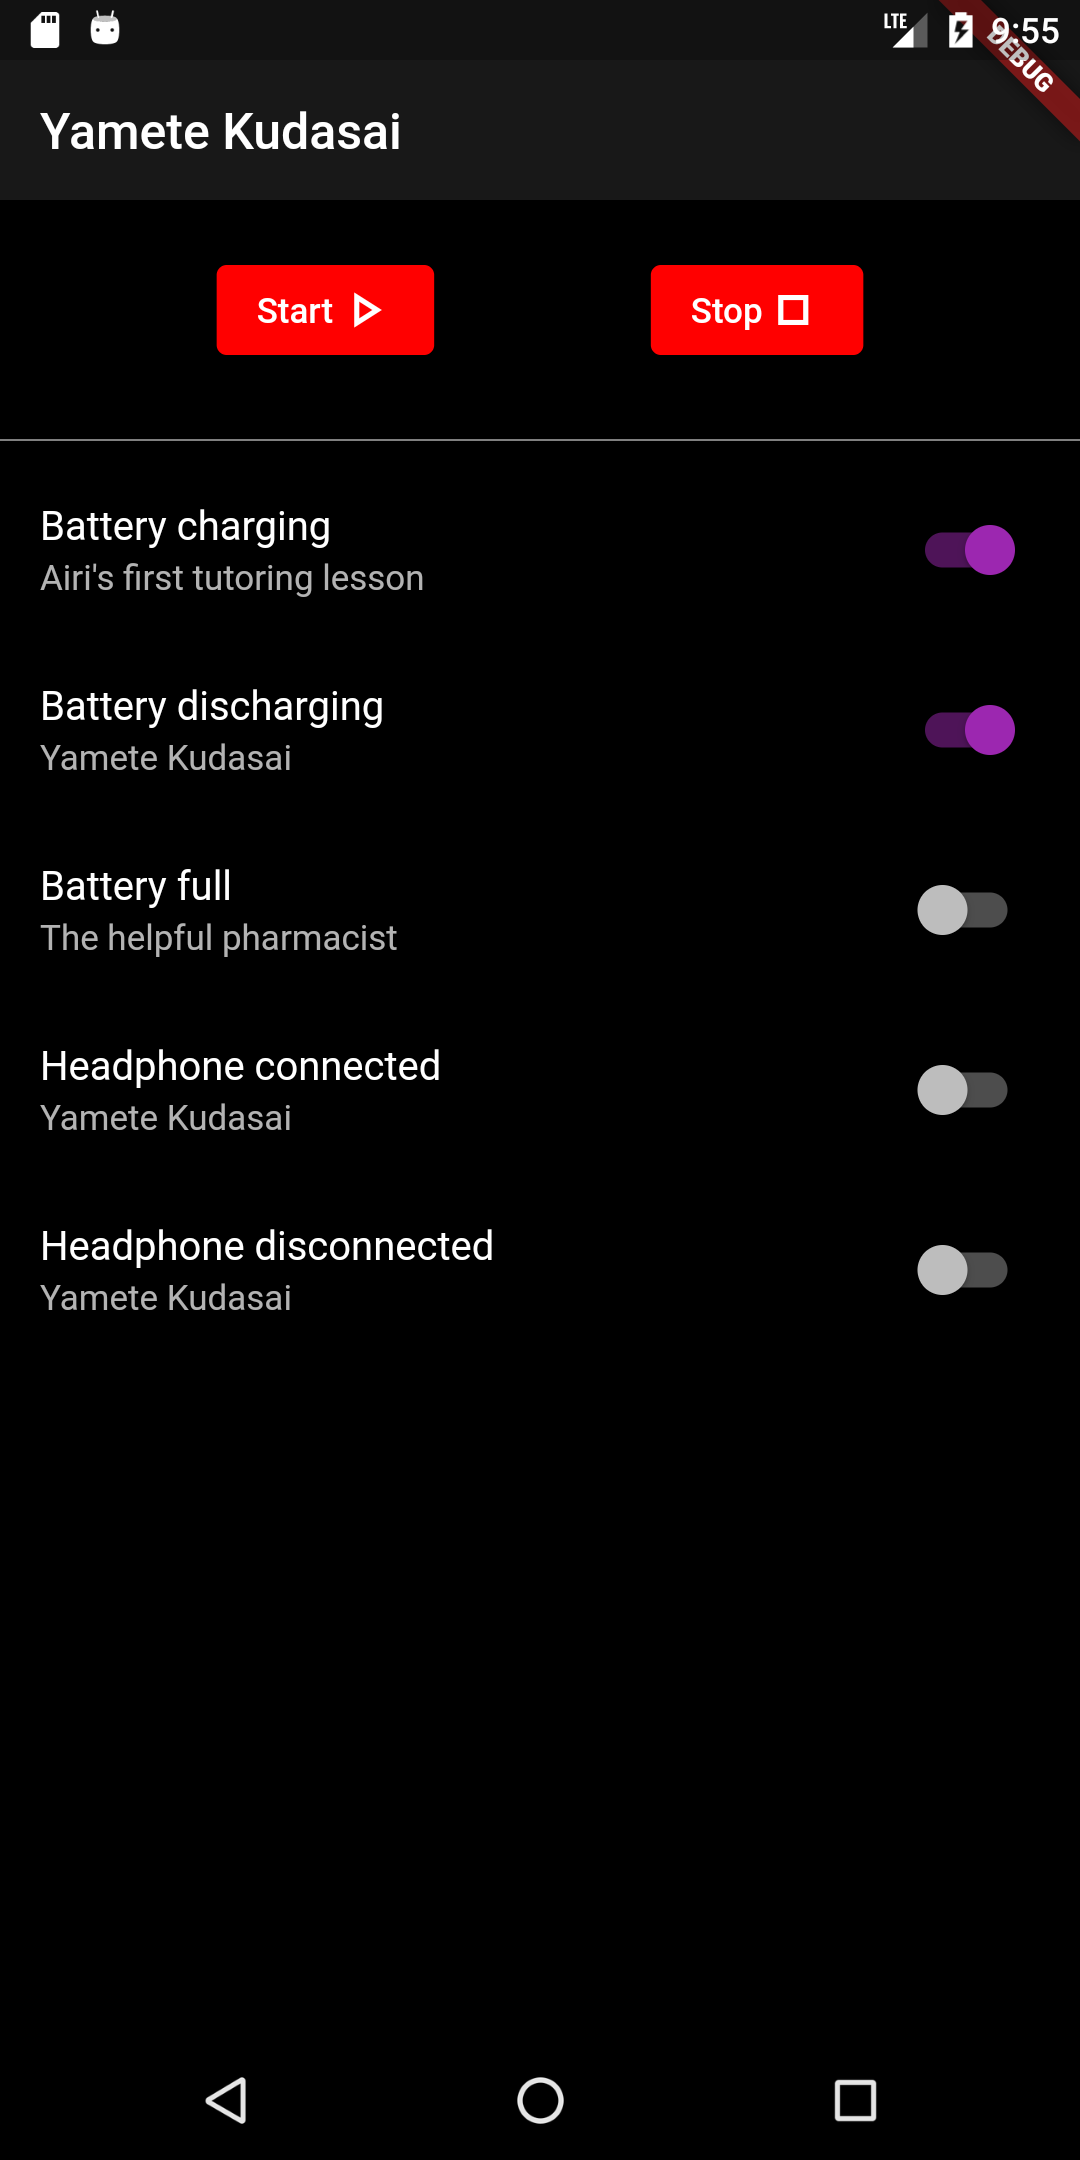 LTE 9:55
DEBUG
Yamete Kudasai
Start Stop
Battery charging
Airi's first tutoring lesson
Battery discharging
Yamete Kudasai
Battery full
The helpful pharmacist
Headphone connected
Yamete Kudasai
Headphone disconnected
Yamete Kudasai